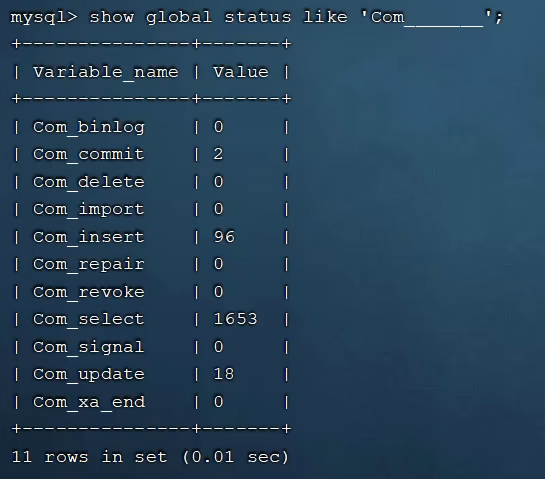 mysql> show global status like 'Com_______';
+---------------+-------+
| Variable_name | Value |
+---------------+-------+
| Com_binlog    | 0     |
| Com_commit    | 2     |
| Com_delete    | 0     |
| Com_import    | 0     |
| Com_insert    | 96    |
| Com_repair    | 0     |
| Com_revoke    | 0     |
| Com_select    | 1653  |
| Com_signal    | 0     |
| Com_update    | 18    |
| Com_xa_end    | 0     |
+---------------+-------+
11 rows in set (0.01 sec)